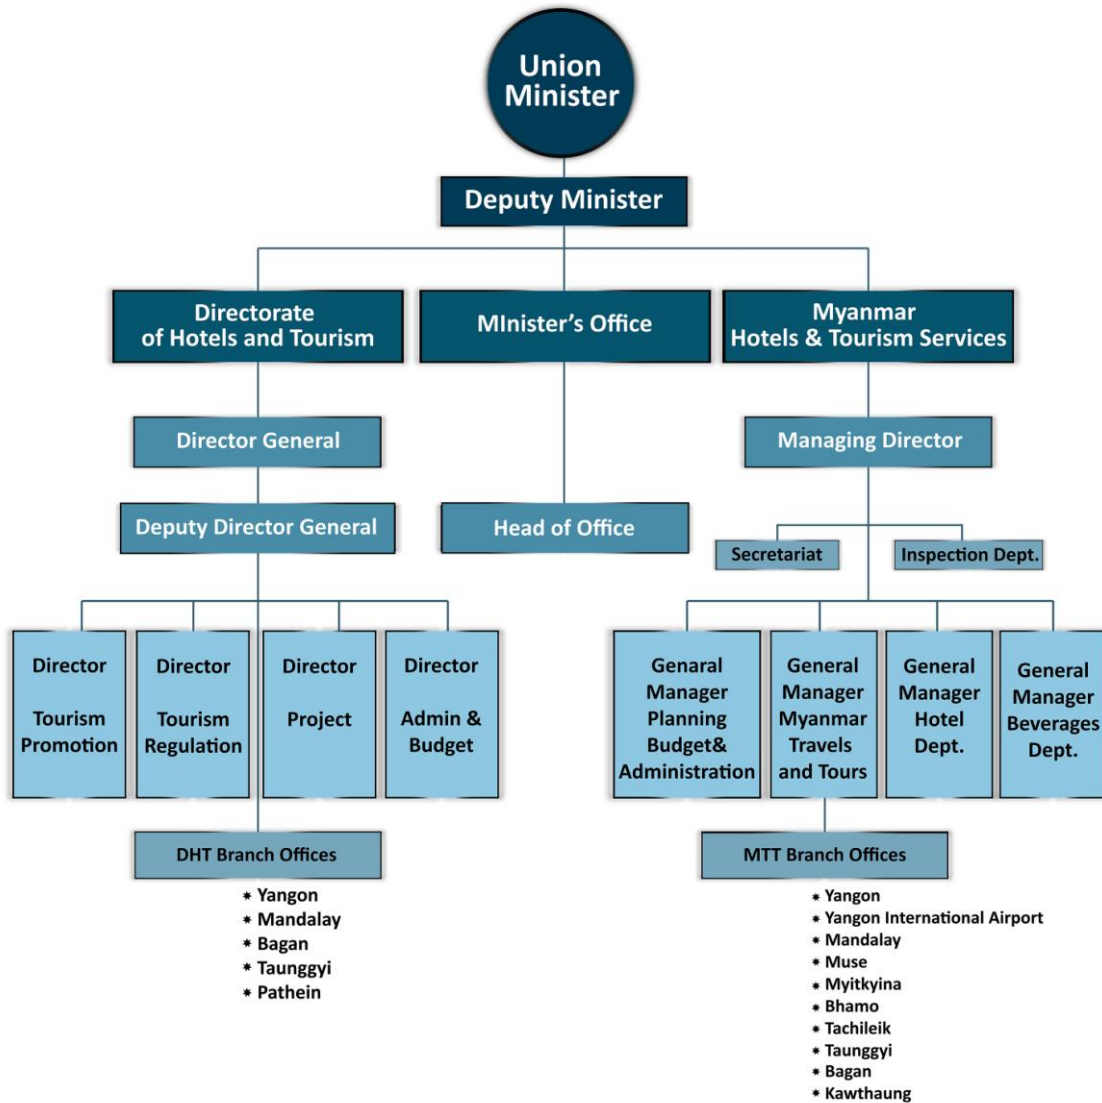 Union
Minister
Deputy Minister
Directorate
of Hotels and Tourism
MInister's Office
Myanmar
Hotels & Tourism Services
Director General
Managing Director
Deputy Director General
Head of Office
Secretariat
Inspection Dept.
Director
Tourism
Promotion
Director
Tourism
Regulation
Director
Project
Director
Admin &
Budget
Genaral
Manager
Planning
Budget&
Administration
General
Manager
Myanmar
Travels
and Tours
General
Manager
Hotel
Dept.
General
Manager
Beverages
Dept.
DHT Branch Offices
* Yangon
* Mandalay
* Bagan
* Taunggyi
* Pathein
MTT Branch Offices
* Yangon
* Yangon International Airport
* Mandalay
* Muse
* Myitkyina
* Bhamo
* Tachileik
* Taunggyi
* Bagan
* Kawthaung